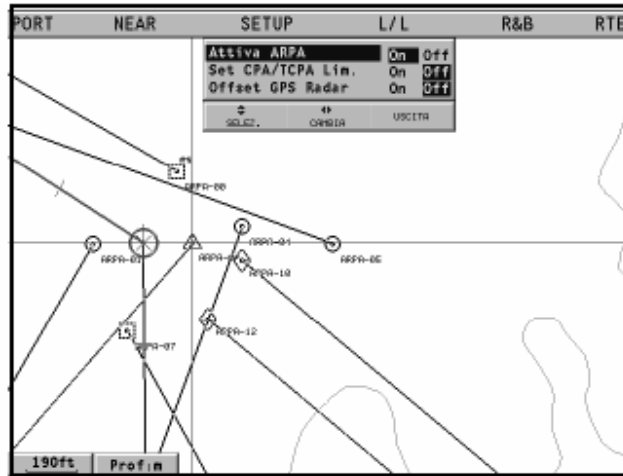 PORT NEAR SETUP L/L R&B RTE
Attiva ARPA On Off
Set CPA/TCPA Lim. On Off
Offset GPS Radar On Off
SELEZ. CAMBIA USCITA
ARPA-08
ARPA-04
ARPA-01
ARPA-05
ARPA-10
ARPA-12
ARPA-07
190ft Prof:m